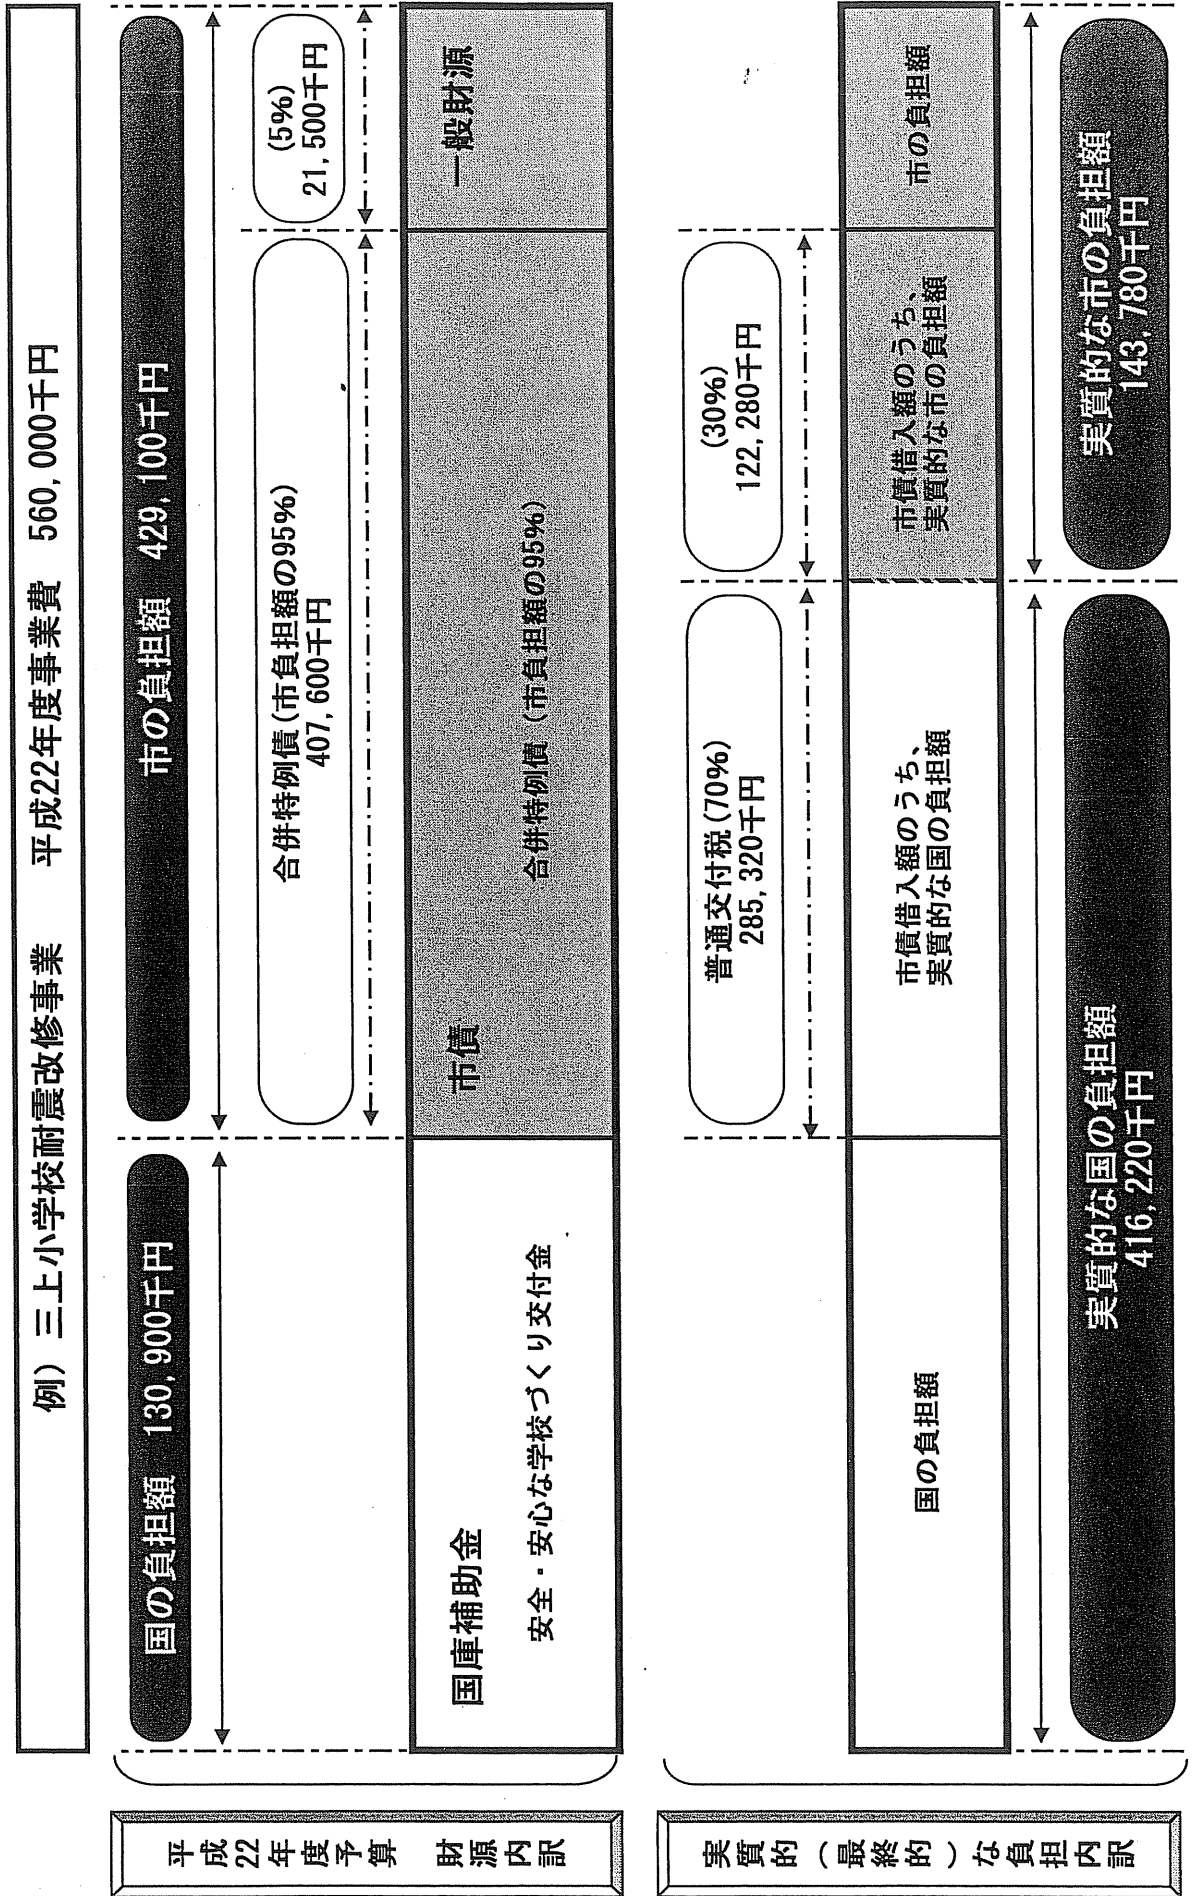 例) 三上小学校耐震改修事業　平成22年度事業費　560,000千円
平成22年度予算　財源内訳
国の負担額　130,900千円
市の負担額　429,100千円
合併特例債(市負担額の95%)
407,600千円
(5%)
21,500千円
国庫補助金
安全・安心な学校づくり交付金
市債
合併特例債（市負担額の95%）
一般財源
実質的（最終的）な負担内訳
普通交付税(70%)
285,320千円
(30%)
122,280千円
国の負担額
市債借入額のうち、
実質的な国の負担額
市債借入額のうち、
実質的な市の負担額
市の負担額
実質的な国の負担額
416,220千円
実質的な市の負担額
143,780千円